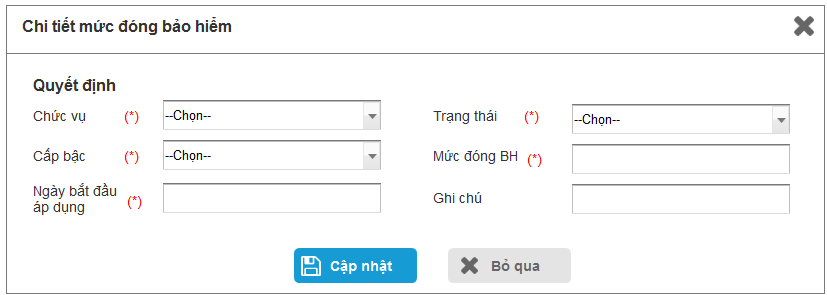 Chi tiết mức đóng bảo hiểm
Quyết định
Chức vụ (*) --Chọn--
Trạng thái (*) --Chọn--
Cấp bậc (*) --Chọn--
Mức đóng BH (*)
Ngày bắt đầu
áp dụng (*)
Ghi chú
Cập nhật
Bỏ qua